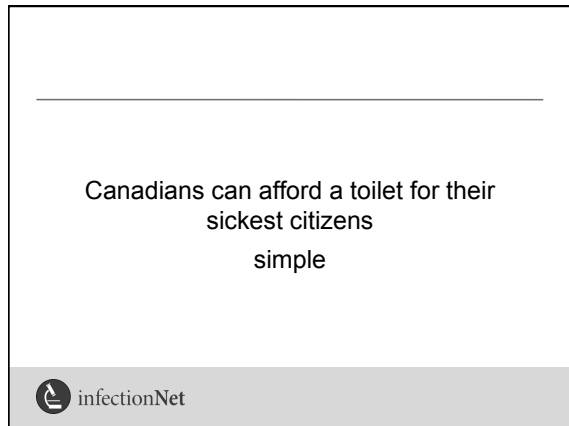 Canadians can afford a toilet for their
sickest citizens
simple
infectionNet